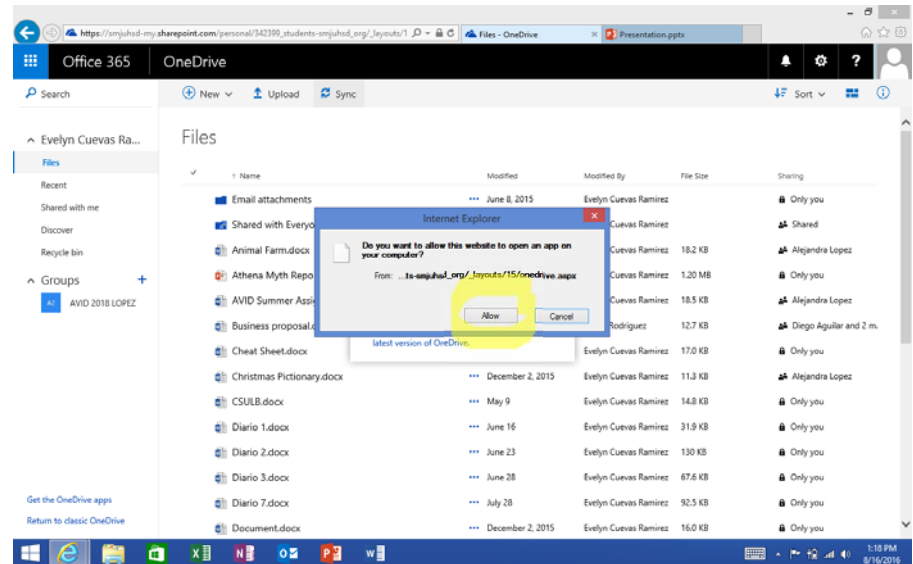 https://smjuhsd-my.sharepoint.com/personal/342399_students-smjuhsd_org/_layouts/1
Files - OneDrive
Presentation.pptx
Office 365
OneDrive
?
Search
New
Upload
Sync
Sort
Evelyn Cuevas Ra...
Files
Recent
Shared with me
Discover
Recycle bin
Groups
A2 AVID 2018 LOPEZ
Get the OneDrive apps
Return to classic OneDrive
Files
Name Modified Modified By File Size Sharing
Email attachments ••• June 8, 2015 Evelyn Cuevas Ramirez Only you
Shared with Everyo Cuevas Ramirez Shared
Animal Farm.docx Cuevas Ramirez 18.2 KB Alejandra Lopez
Athena Myth Repo Cuevas Ramirez 1.20 MB Only you
AVID Summer Assi Cuevas Ramirez 18.5 KB Alejandra Lopez
Business proposal. Rodriguez 12.7 KB Diego Aguilar and 2 m.
Cheat Sheet.docx Evelyn Cuevas Ramirez 17.0 KB Only you
Christmas Pictionary.docx ••• December 2, 2015 Evelyn Cuevas Ramirez 11.3 KB Alejandra Lopez
CSULB.docx ••• May 9 Evelyn Cuevas Ramirez 14.8 KB Only you
Diario 1.docx ••• June 16 Evelyn Cuevas Ramirez 31.9 KB Only you
Diario 2.docx ••• June 23 Evelyn Cuevas Ramirez 130 KB Only you
Diario 3.docx ••• June 28 Evelyn Cuevas Ramirez 67.6 KB Only you
Diario 7.docx ••• July 28 Evelyn Cuevas Ramirez 92.5 KB Only you
Document.docx ••• December 2, 2015 Evelyn Cuevas Ramirez 16.0 KB Only you
Internet Explorer
Do you want to allow this website to open an app on
your computer?
From: ...ts-smjuhsd_org/_layouts/15/onedrive.aspx
Allow Cancel
latest version of OneDrive.
1:18 PM
8/16/2016